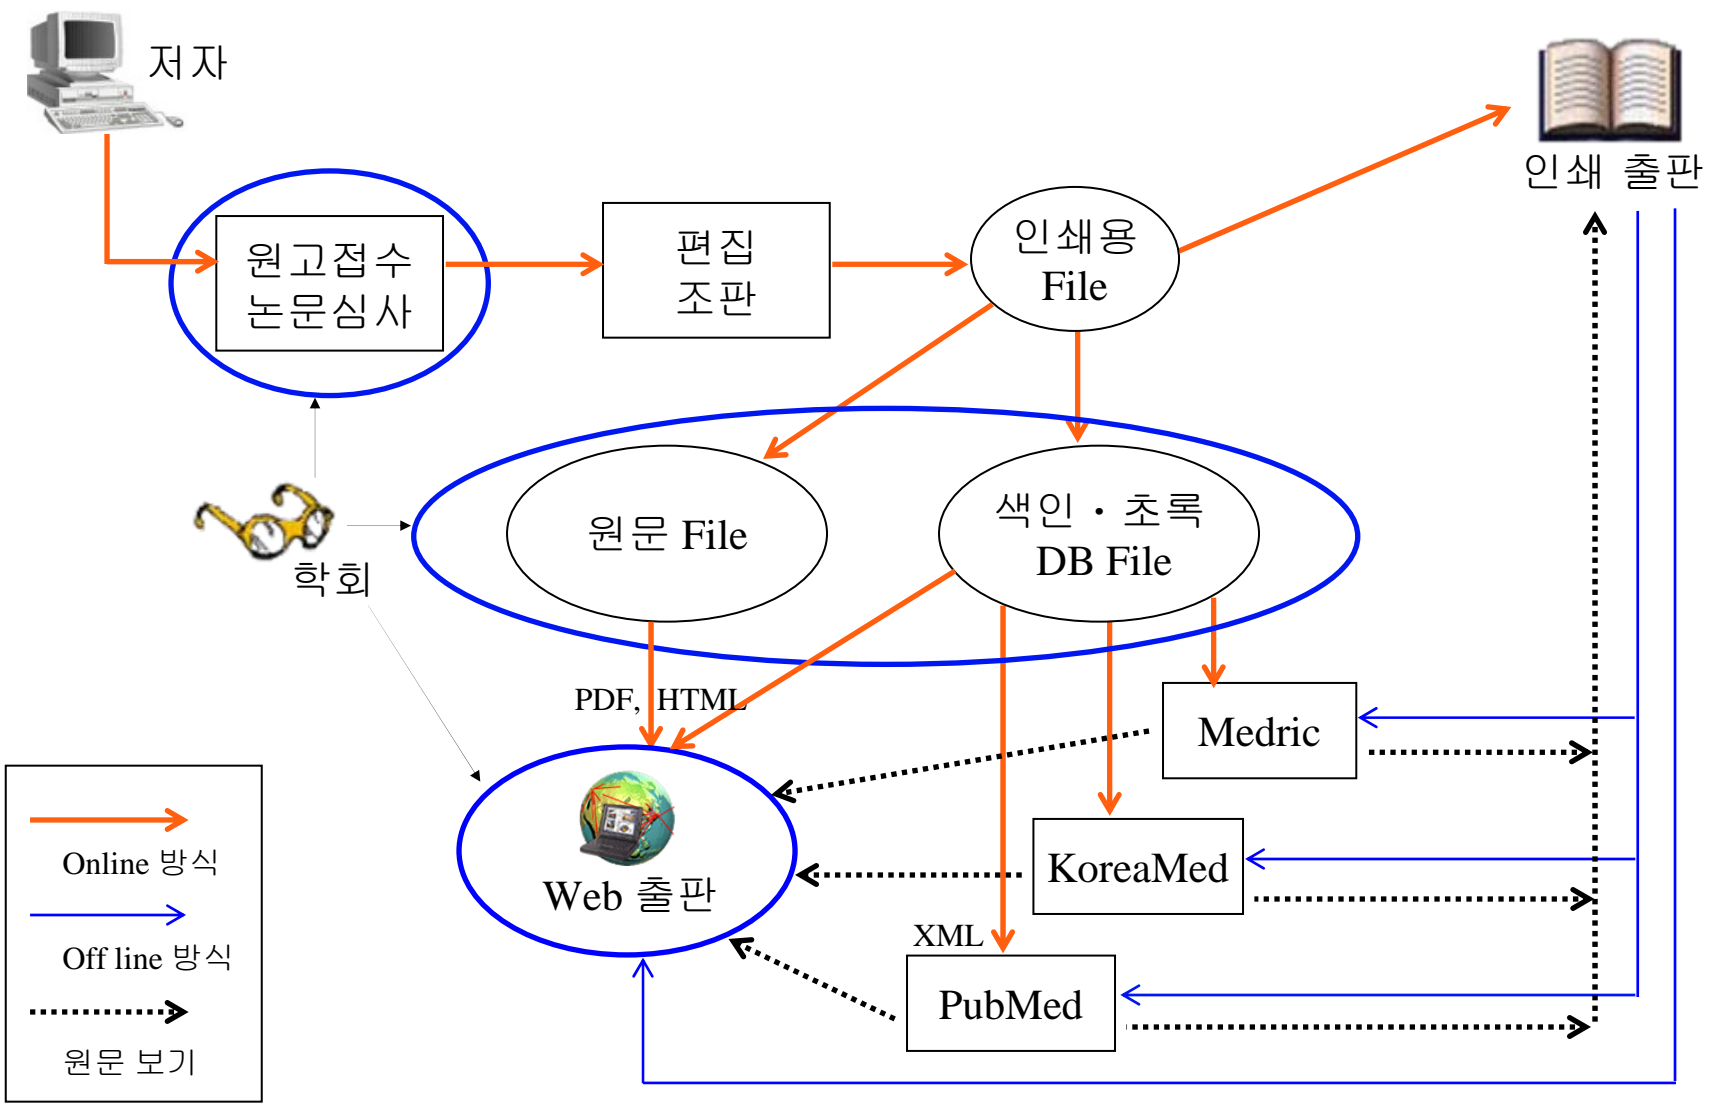 저자
인쇄 출판
원고접수
논문심사
편집
조판
인쇄용
File
원문 File
색인 · 초록
DB File
학회
PDF, HTML
Medric
KoreaMed
Web 출판
XML
PubMed
Online 방식
Off line 방식
원문 보기